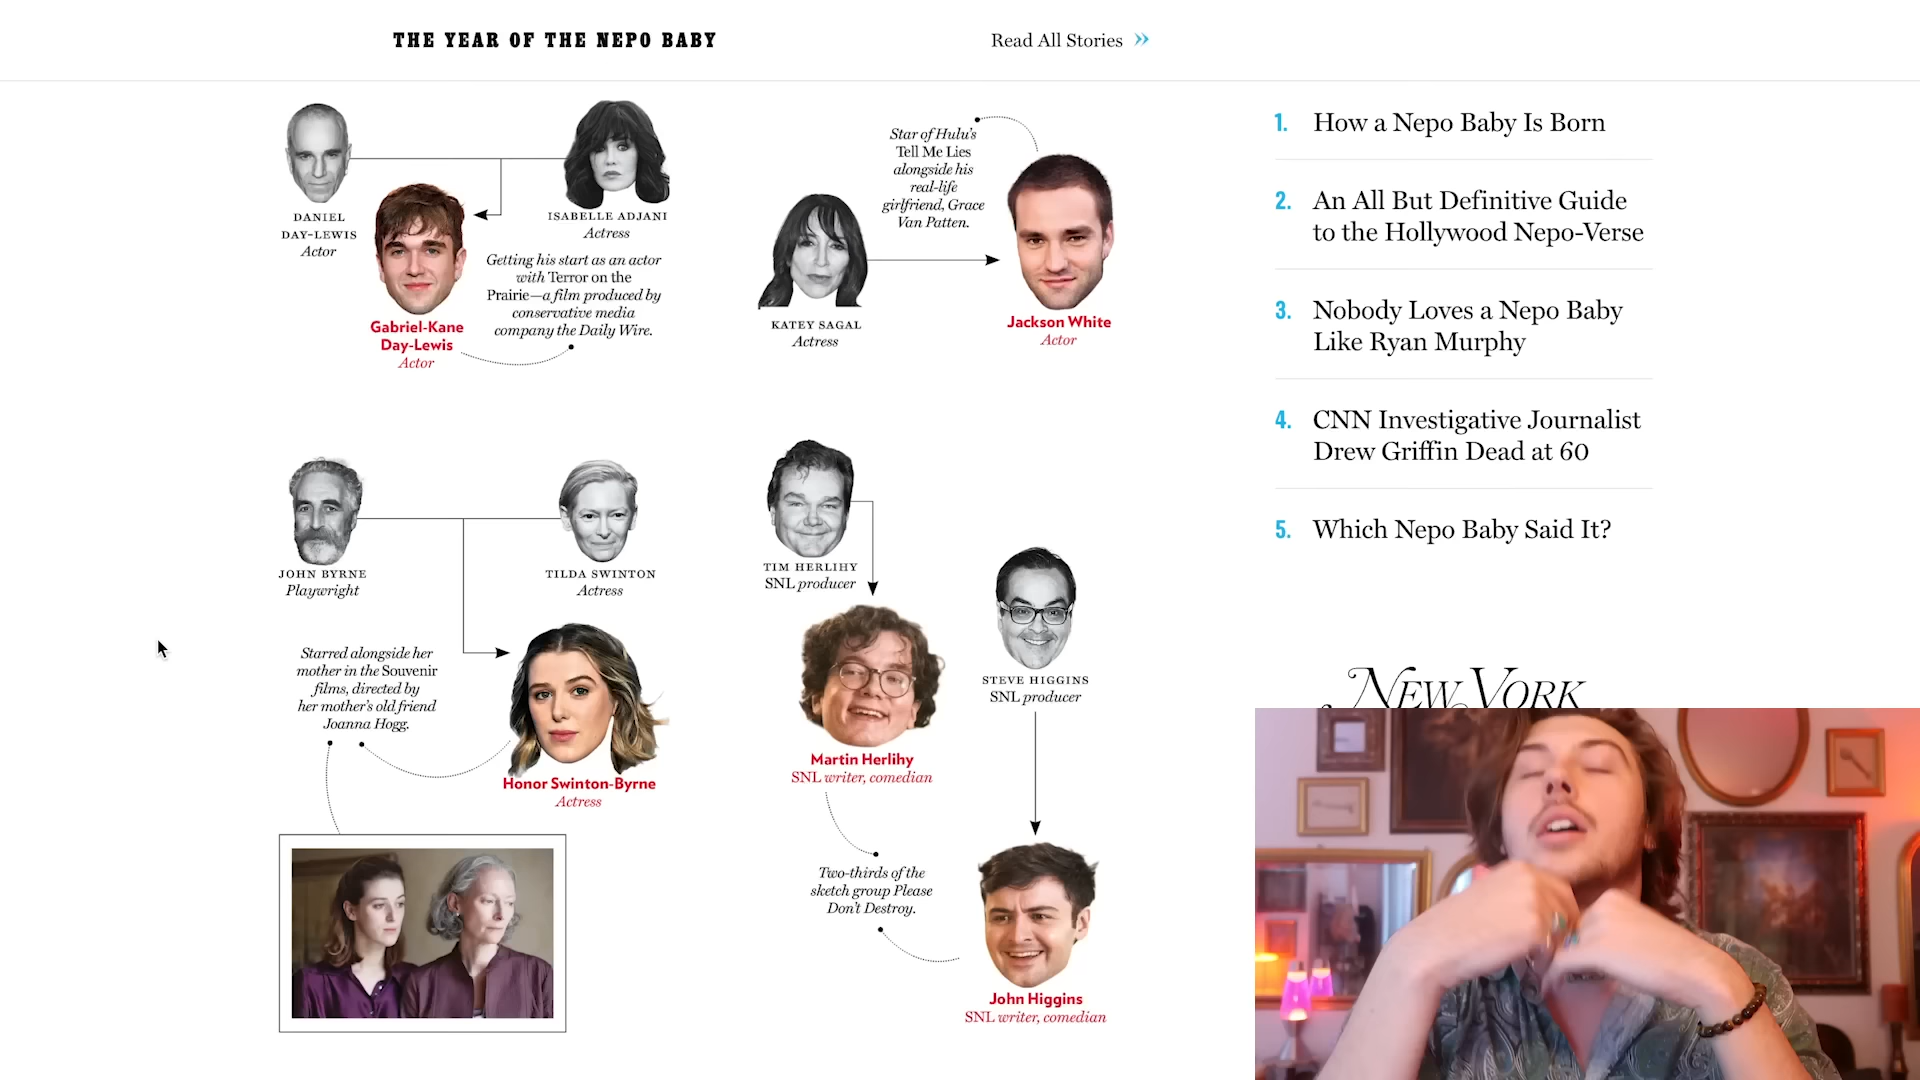 THE YEAR OF THE NEPO BABY
Read All Stories »
DANIEL
DAY-LEWIS
Actor
ISABELLE ADJANI
Actress
Gabriel-Kane
Day-Lewis
Actor
Getting his start as an actor
with Terror on the
Prairie—a film produced by
conservative media
company the Daily Wire.
Star of Hulu's
Tell Me Lies
alongside his
real-life
girlfriend, Grace
Van Patten.
KATEY SAGAL
Actress
Jackson White
Actor
JOHN BYRNE
Playwright
TILDA SWINTON
Actress
Starred alongside her
mother in the Souvenir
films, directed by
her mother's old friend
Joanna Hogg.
Honor Swinton-Byrne
Actress
TIM HERLIHY
SNL producer
STEVE HIGGINS
SNL producer
Martin Herlihy
SNL writer, comedian
Two-thirds of the
sketch group Please
Don't Destroy.
John Higgins
SNL writer, comedian
1. How a Nepo Baby Is Born
2. An All But Definitive Guide
to the Hollywood Nepo-Verse
3. Nobody Loves a Nepo Baby
Like Ryan Murphy
4. CNN Investigative Journalist
Drew Griffin Dead at 60
5. Which Nepo Baby Said It?
NEW YORK